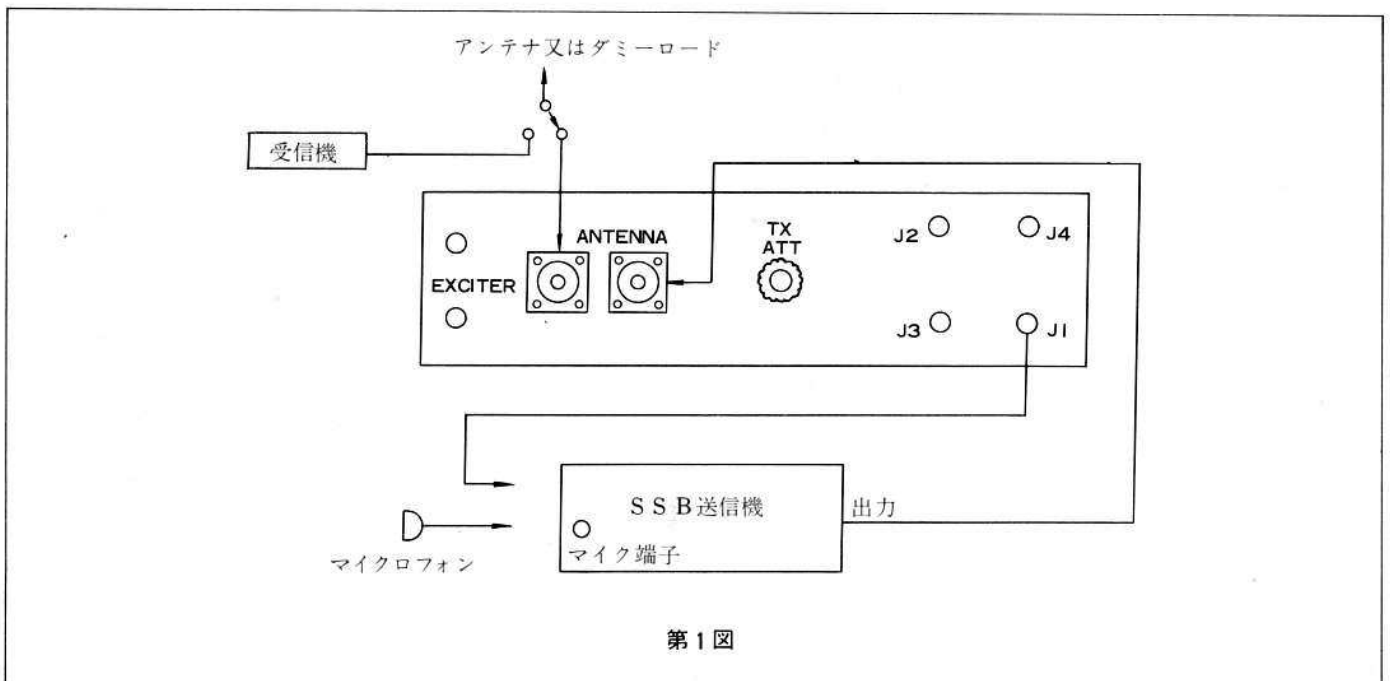 アンテナ又はダミーロード
受信機
ANTENNA
EXCITER
TX
ATT
J2
J4
J3
J1
SSB送信機
出力
マイク端子
マイクロフォン
第1図